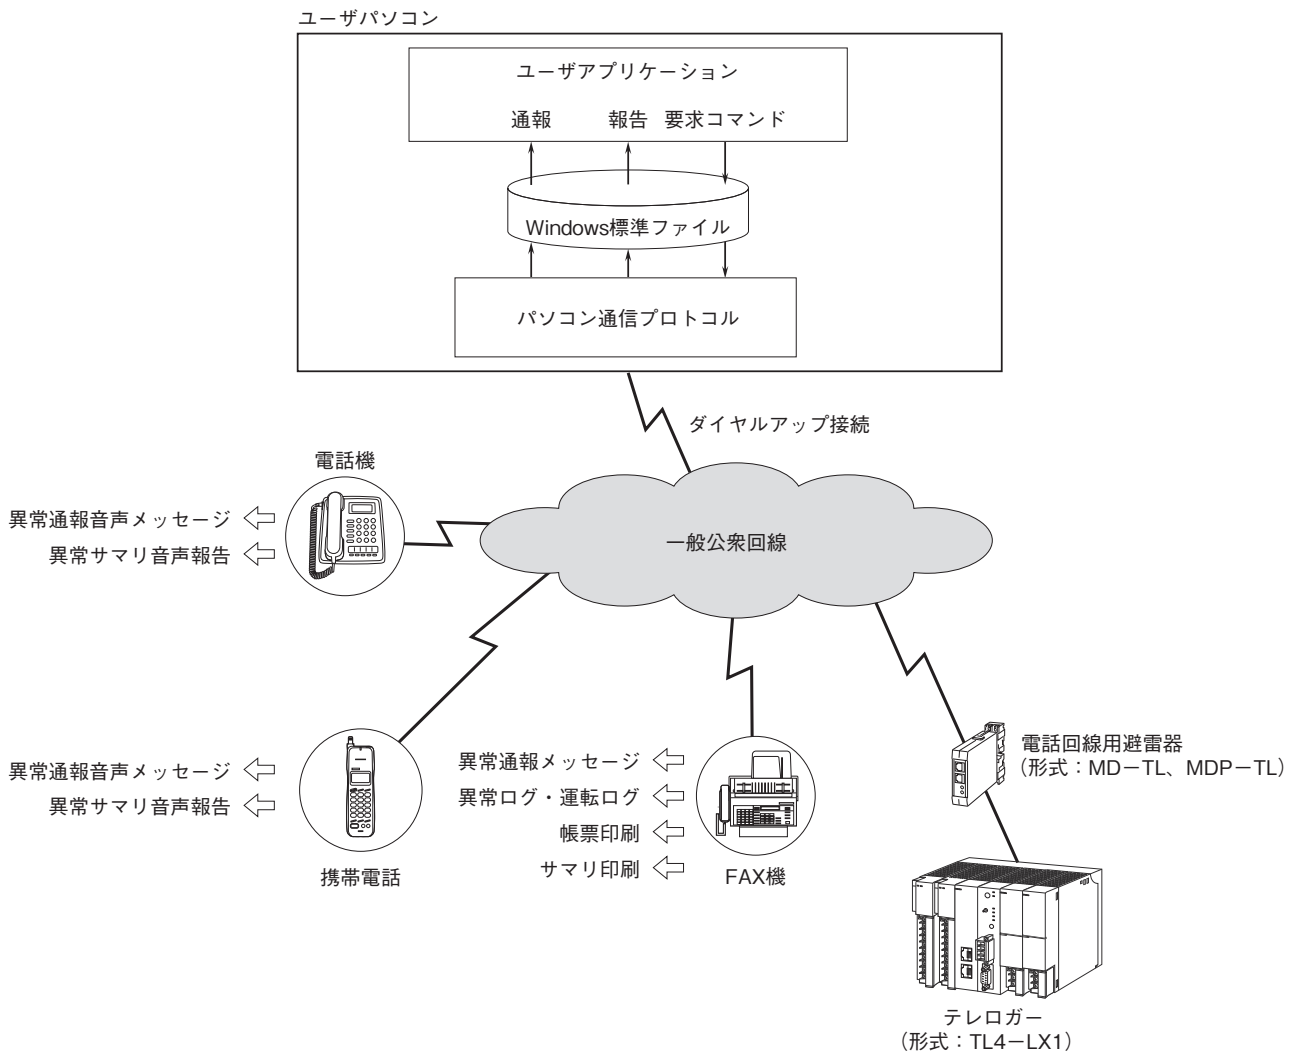 ユーザパソコン
ユーザアプリケーション
通報 報告 要求コマンド
Windows標準ファイル
パソコン通信プロトコル
ダイヤルアップ接続
電話機
異常通報音声メッセージ
異常サマリ音声報告
一般公衆回線
異常通報音声メッセージ
異常サマリ音声報告
携帯電話
異常通報メッセージ
異常ログ・運転ログ
帳票印刷
サマリ印刷
FAX機
電話回線用避雷器
（形式：MD－TL、MDP－TL）
テレロガー
（形式：TL4－LX1）